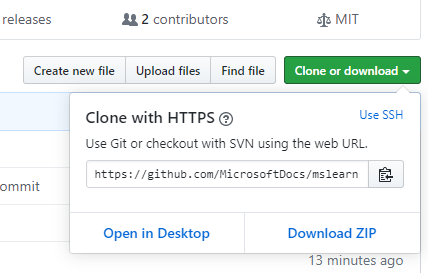 releases 2 contributors MIT
Create new file Upload files Find file Clone or download
Clone with HTTPS
Use SSH
Use Git or checkout with SVN using the web URL.
https://github.com/MicrosoftDocs/mslearn
ommit
Open in Desktop Download ZIP
13 minutes ago